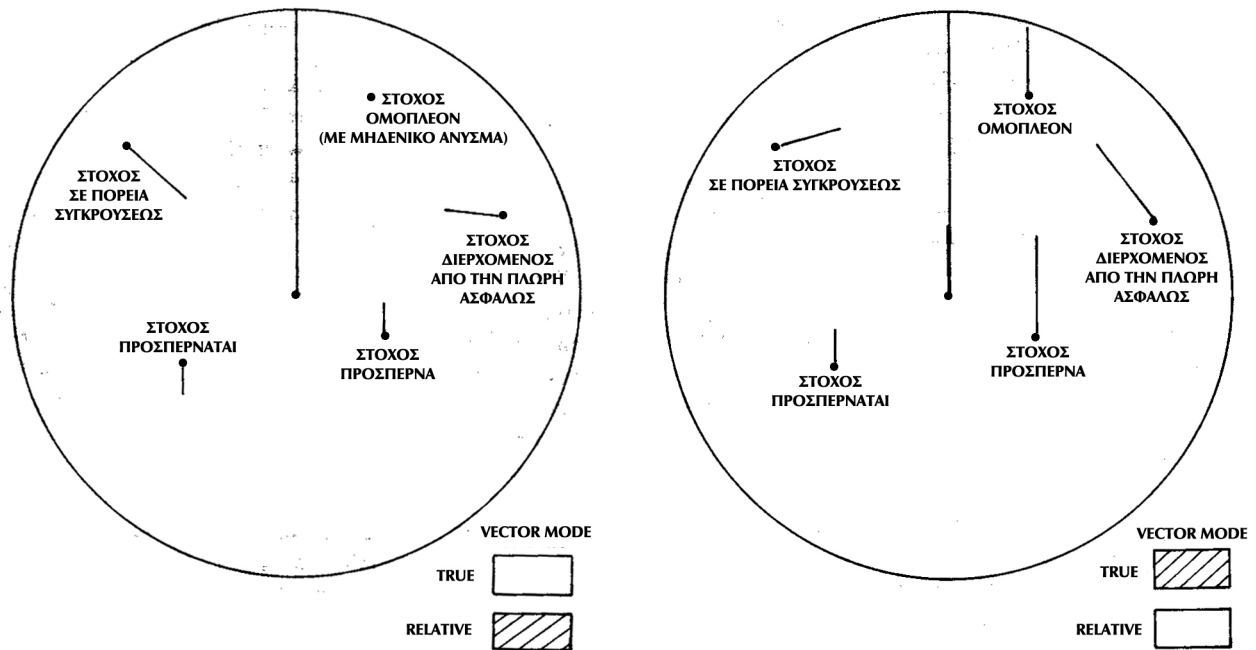 ΣΤΟΧΟΣ
ΟΜΟΠΛΕΟΝ
(ΜΕ ΜΗΔΕΝΙΚΟ ΑΝΥΣΜΑ)
ΣΤΟΧΟΣ
ΣΕ ΠΟΡΕΙΑ
ΣΥΓΚΡΟΥΣΕΩΣ
ΣΤΟΧΟΣ
ΔΙΕΡΧΟΜΕΝΟΣ
ΑΠΟ ΤΗΝ ΠΛΩΡΗ
ΑΣΦΑΛΩΣ
ΣΤΟΧΟΣ
ΠΡΟΣΠΕΡΝΑΤΑΙ
ΣΤΟΧΟΣ
ΠΡΟΣΠΕΡΝΑ
VECTOR MODE
TRUE
RELATIVE
ΣΤΟΧΟΣ
ΟΜΟΠΛΕΟΝ
ΣΤΟΧΟΣ
ΣΕ ΠΟΡΕΙΑ ΣΥΓΚΡΟΥΣΕΩΣ
ΣΤΟΧΟΣ
ΔΙΕΡΧΟΜΕΝΟΣ
ΑΠΟ ΤΗΝ ΠΛΩΡΗ
ΑΣΦΑΛΩΣ
ΣΤΟΧΟΣ
ΠΡΟΣΠΕΡΝΑ
ΣΤΟΧΟΣ
ΠΡΟΣΠΕΡΝΑΤΑΙ
VECTOR MODE
TRUE
RELATIVE